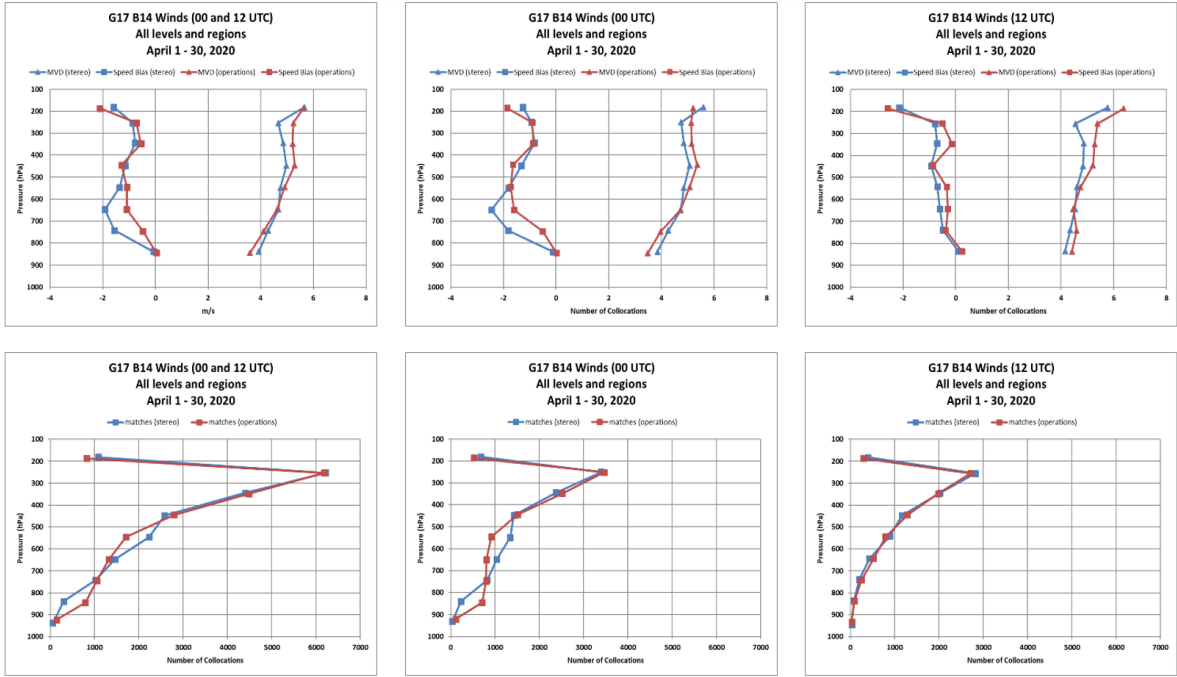 G17 B14 Winds (00 and 12 UTC)
All levels and regions
April 1 - 30, 2020
MVD (stereo) Speed Bias (stereo) MVD (operations) Speed Bias (operations)
100
200
300
400
500
600
700
800
900
1000
Pressure (hPa)
-4 -2 0 2 4 6 8
m/s
G17 B14 Winds (00 UTC)
All levels and regions
April 1 - 30, 2020
MVD (stereo) Speed Bias (stereo) MVD (operations) Speed Bias (operations)
100
200
300
400
500
600
700
800
900
1000
Pressure (hPa)
-4 -2 0 2 4 6 8
Number of Collocations
G17 B14 Winds (12 UTC)
All levels and regions
April 1 - 30, 2020
MVD (stereo) Speed Bias (stereo) MVD (operations) Speed Bias (operations)
100
200
300
400
500
600
700
800
900
1000
Pressure (hPa)
-4 -2 0 2 4 6 8
Number of Collocations
G17 B14 Winds (00 and 12 UTC)
All levels and regions
April 1 - 30, 2020
matches (stereo) matches (operations)
100
200
300
400
500
600
700
800
900
1000
Pressure (hPa)
0 1000 2000 3000 4000 5000 6000 7000
Number of Collocations
G17 B14 Winds (00 UTC)
All levels and regions
April 1 - 30, 2020
matches (stereo) matches (operations)
100
200
300
400
500
600
700
800
900
1000
Pressure (hPa)
0 1000 2000 3000 4000 5000 6000 7000
Number of Collocations
G17 B14 Winds (12 UTC)
All levels and regions
April 1 - 30, 2020
matches (stereo) matches (operations)
100
200
300
400
500
600
700
800
900
1000
Pressure (hPa)
0 1000 2000 3000 4000 5000 6000 7000
Number of Collocations